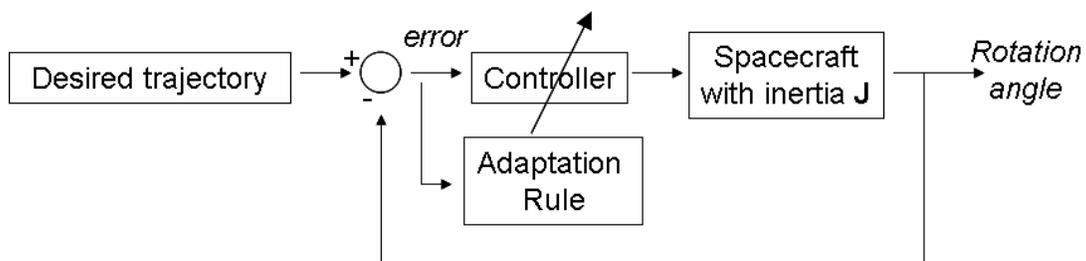 error
+
Desired trajectory
-
Controller
Spacecraft
with inertia J
Rotation
angle
Adaptation
Rule